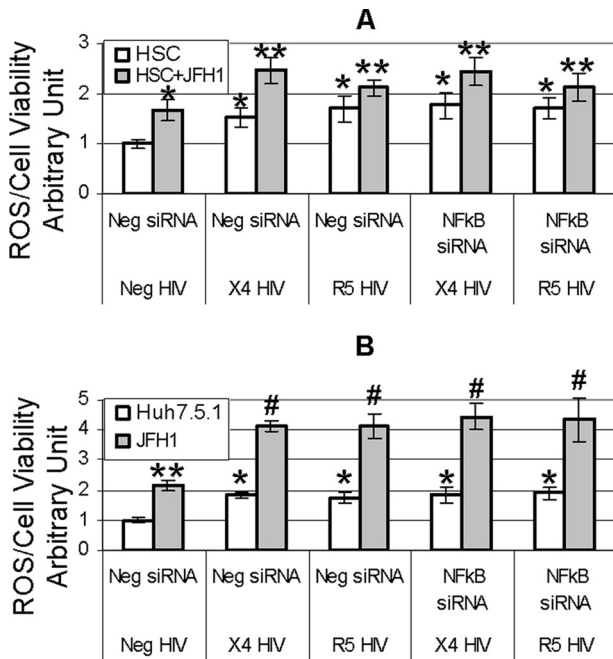 A
ROS/Cell Viability
Arbitrary Unit
3
2
1
0
HSC
HSC+JFH1
*
*
**
*
**
*
**
*
**
Neg siRNA
Neg siRNA
Neg siRNA
NFkB siRNA
NFkB siRNA
Neg HIV
X4 HIV
R5 HIV
X4 HIV
R5 HIV
B
ROS/Cell Viability
Arbitrary Unit
5
4
3
2
1
0
Huh7.5.1
JFH1
**
*
#
*
#
*
#
*
#
Neg siRNA
Neg siRNA
Neg siRNA
NFkB siRNA
NFkB siRNA
Neg HIV
X4 HIV
R5 HIV
X4 HIV
R5 HIV